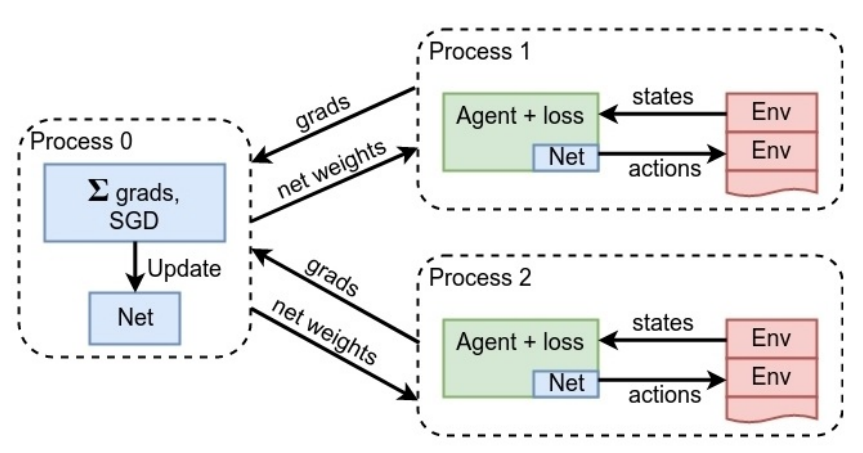 Process 0
Σ grads,
SGD
Update
Net
grads
net weights
grads
net weights
Process 1
Agent + loss
Net
states
actions
Env
Env
Process 2
Agent + loss
Net
states
actions
Env
Env